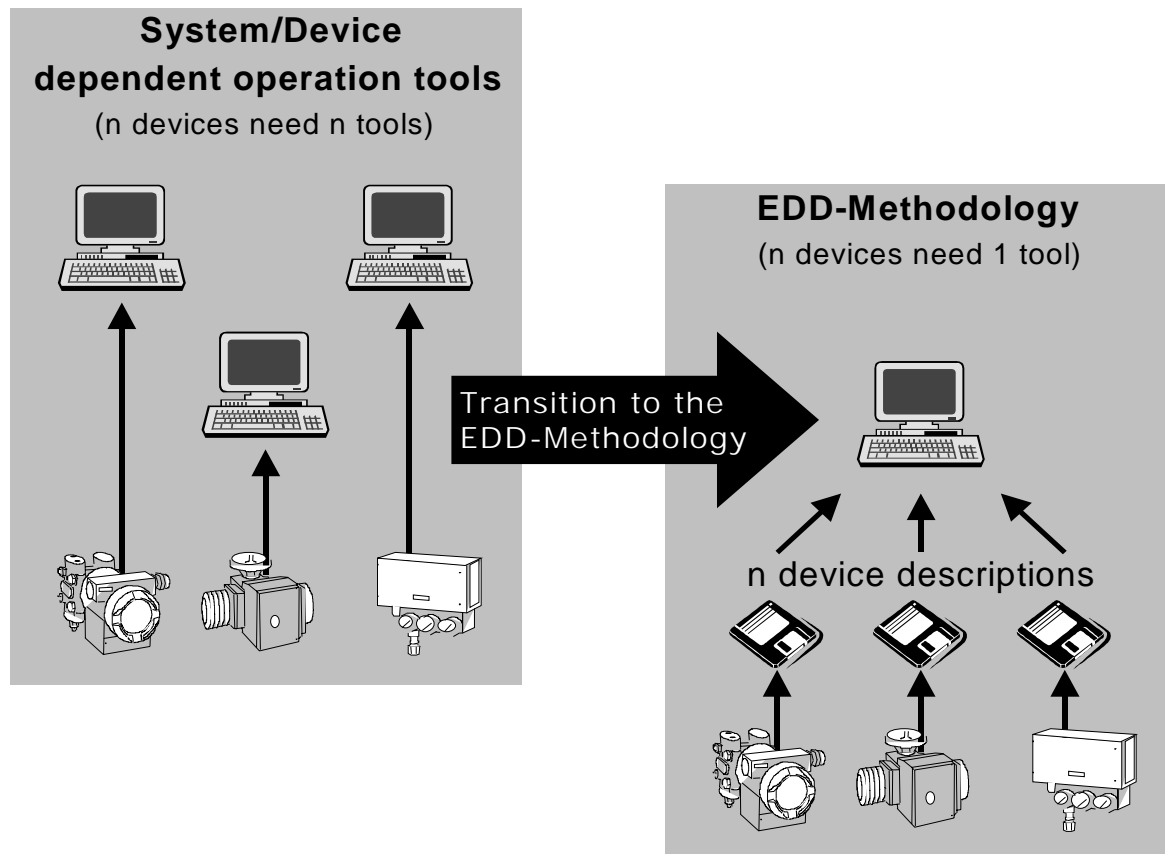 System/Device
dependent operation tools
(n devices need n tools)
EDD-Methodology
(n devices need 1 tool)
Transition to the
EDD-Methodology
n device descriptions